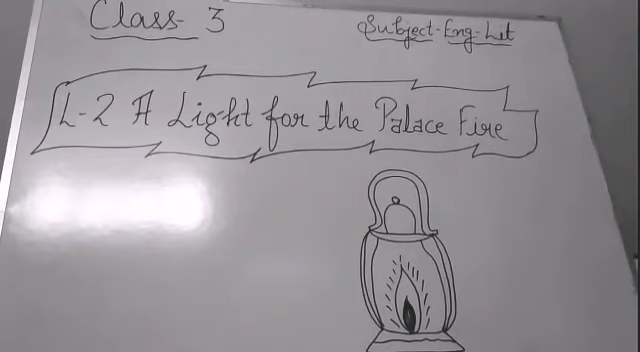 Class- 3
Subject-Eng-Lit
L-2 A Light for the Palace Fire